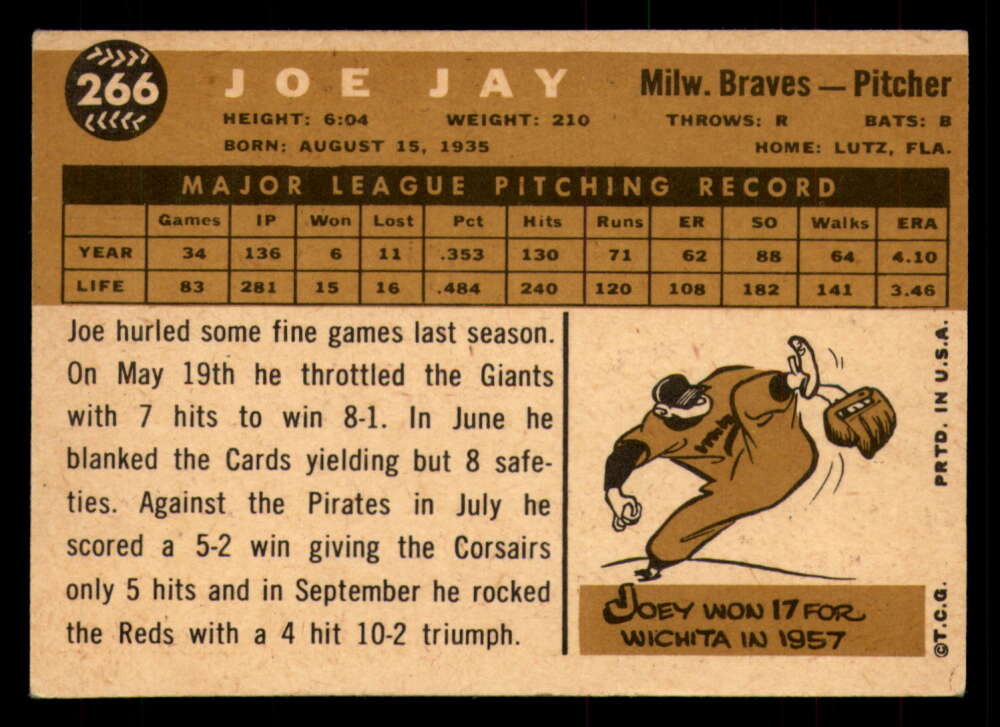 266
JOE JAY
Milw. Braves — Pitcher
HEIGHT: 6:04 WEIGHT: 210 THROWS: R BATS: B
BORN: AUGUST 15, 1935 HOME: LUTZ, FLA.
MAJOR LEAGUE PITCHING RECORD
Games IP Won Lost Pct Hits Runs ER SO Walks ERA
YEAR 34 136 6 11 .353 130 71 62 88 64 4.10
LIFE 83 281 15 16 .484 240 120 108 182 141 3.46
Joe hurled some fine games last season.
On May 19th he throttled the Giants
with 7 hits to win 8-1. In June he
blanked the Cards yielding but 8 safe-
ties. Against the Pirates in July he
scored a 5-2 win giving the Corsairs
only 5 hits and in September he rocked
the Reds with a 4 hit 10-2 triumph.
JOEY WON 17 FOR
WICHITA IN 1957
©T.C.G. PRTD. IN U.S.A.